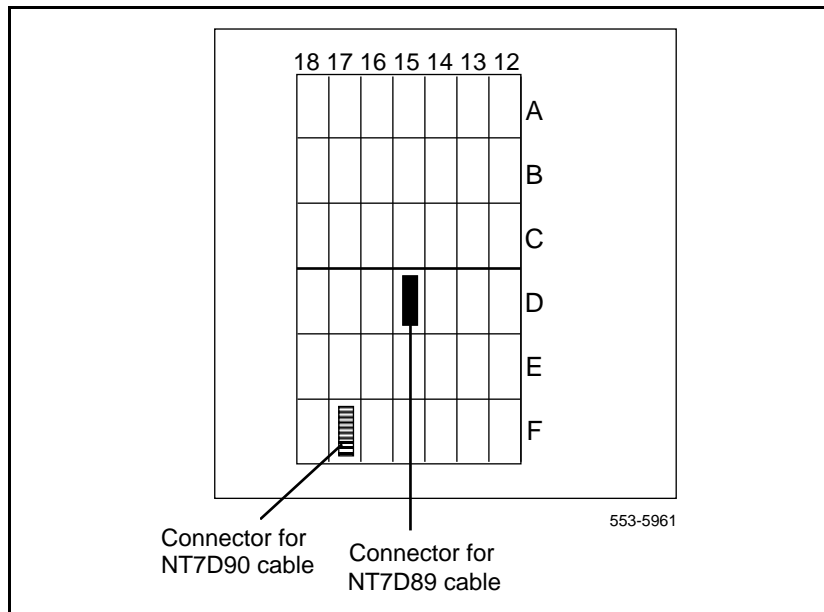 18 17 16 15 14 13 12
A
B
C
D
E
F
553-5961
Connector for
NT7D90 cable
Connector for
NT7D89 cable